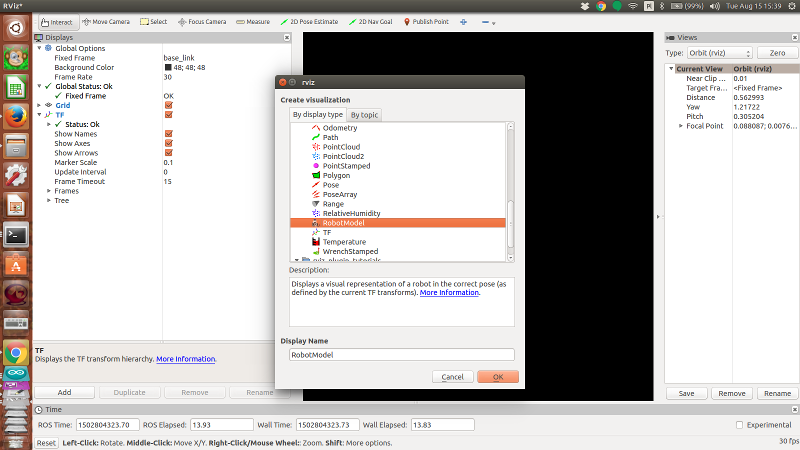 RViz*
Pl
(99%)
Tue Aug 15 15:39
Interact
Move Camera
Select
Focus Camera
Measure
2D Pose Estimate
2D Nav Goal
Publish Point
Displays
Global Options
Fixed Frame base_link
Background Color 48; 48; 48
Frame Rate 30
Global Status: Ok
Fixed Frame OK
Grid
TF
Status: Ok
Show Names
Show Axes
Show Arrows
Marker Scale 0.1
Update Interval 0
Frame Timeout 15
Frames
Tree
TF
Displays the TF transform hierarchy. More Information.
Add Duplicate Remove Rename
rviz
Create visualization
By display type By topic
Odometry
Path
PointCloud
PointCloud2
PointStamped
Polygon
Pose
PoseArray
Range
RelativeHumidity
RobotModel
TF
Temperature
WrenchStamped
rviz_plugin_tutorials
Description:
Displays a visual representation of a robot in the correct pose (as
defined by the current TF transforms). More Information.
Display Name
RobotModel
Cancel OK
Views
Type: Orbit (rviz) Zero
Current View Orbit (rviz)
Near Clip ... 0.01
Target Fra... <Fixed Frame>
Distance 0.562993
Yaw 1.21722
Pitch 0.305204
Focal Point 0.088087; 0.0076...
Save Remove Rename
Time
ROS Time: 1502804323.70 ROS Elapsed: 13.93 Wall Time: 1502804323.73 Wall Elapsed: 13.83 Experimental
Reset Left-Click: Rotate. Middle-Click: Move X/Y. Right-Click/Mouse Wheel: Zoom. Shift: More options. 30 fps